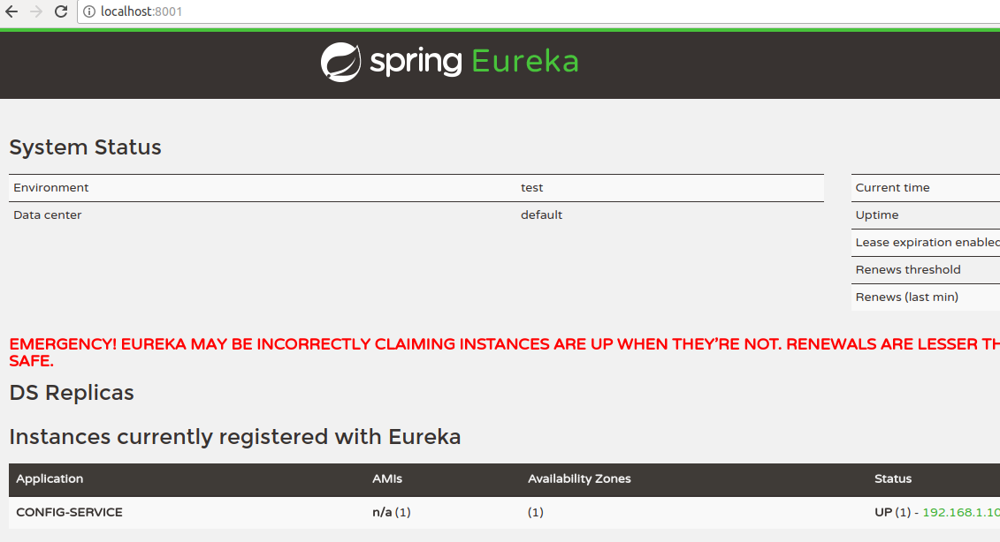 localhost:8001
spring Eureka
System Status
Environment test
Data center default
Current time
Uptime
Lease expiration enabled
Renews threshold
Renews (last min)
EMERGENCY! EUREKA MAY BE INCORRECTLY CLAIMING INSTANCES ARE UP WHEN THEY'RE NOT. RENEWALS ARE LESSER
SAFE.
DS Replicas
Instances currently registered with Eureka
Application AMIs Availability Zones Status
CONFIG-SERVICE n/a (1) (1) UP (1) - 192.168.1.10